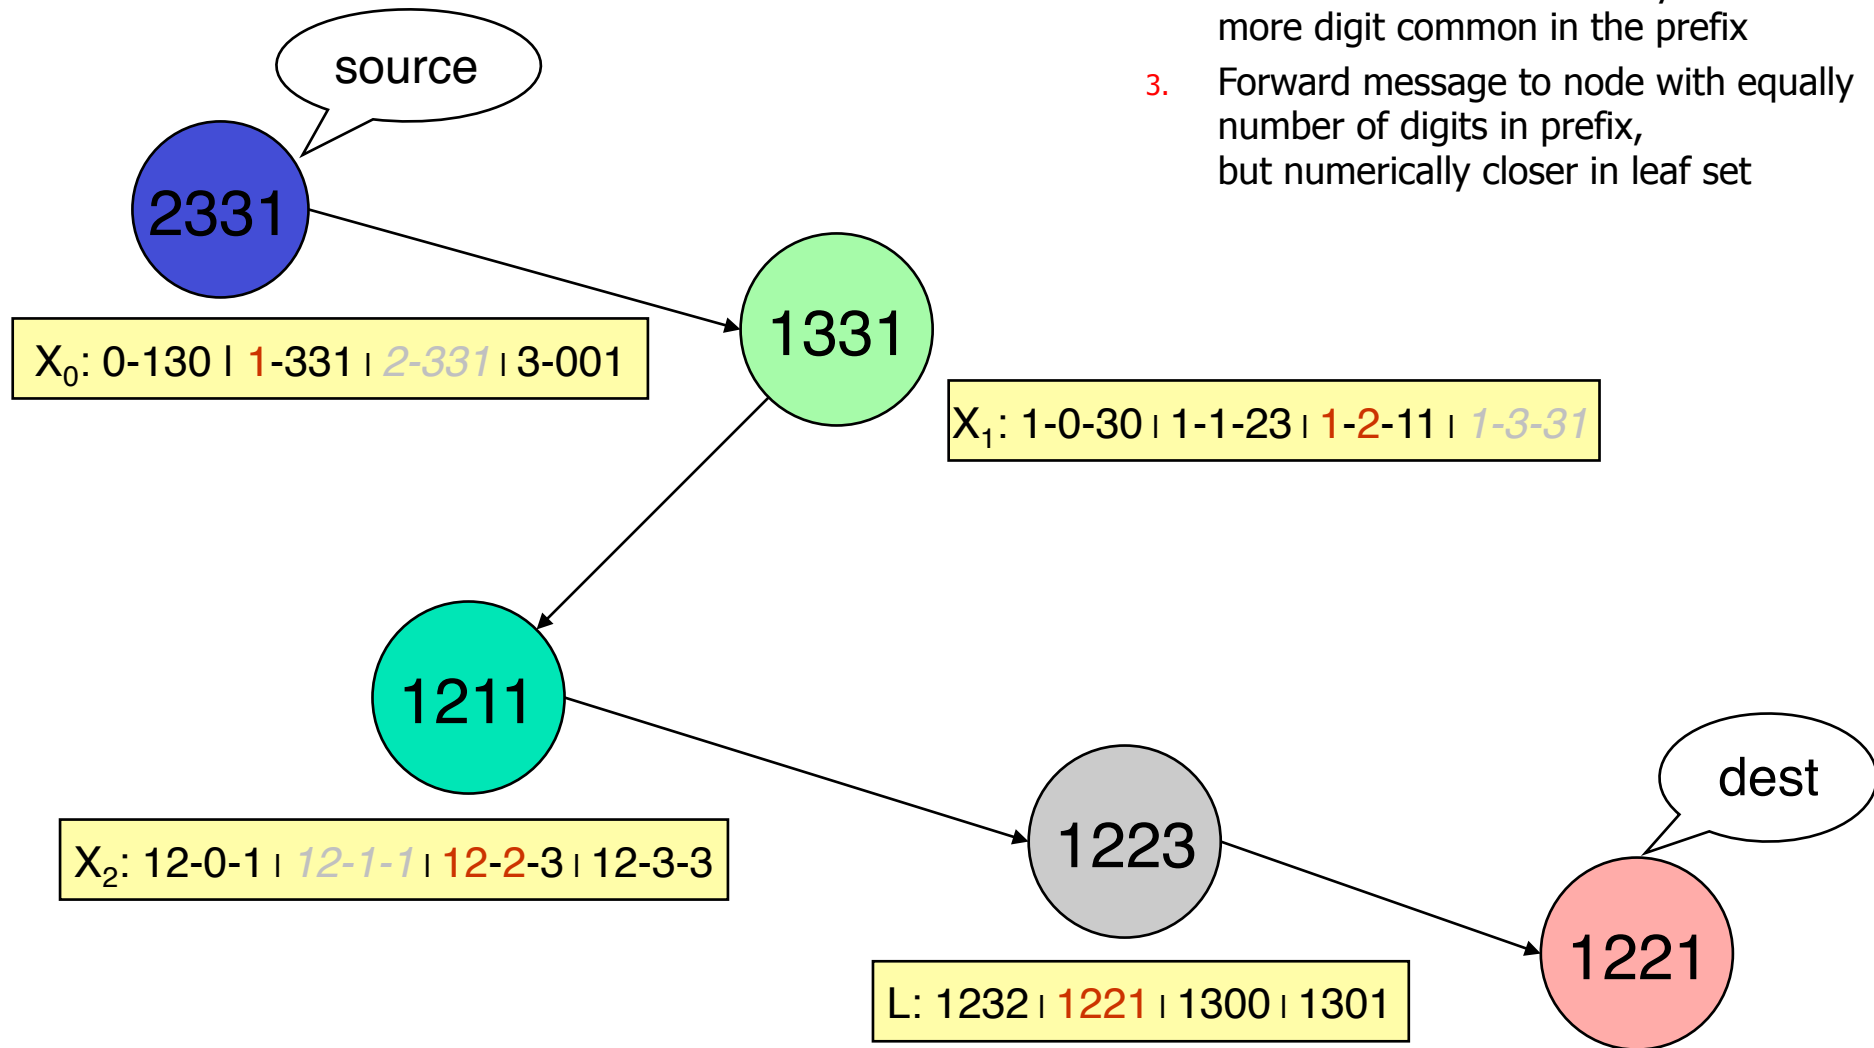 more digit common in the prefix
3. Forward message to node with equally
number of digits in prefix,
but numerically closer in leaf set
source
2331
X₀: 0-130 | 1-331 | 2-331 | 3-001
1331
X₁: 1-0-30 | 1-1-23 | 1-2-11 | 1-3-31
1211
X₂: 12-0-1 | 12-1-1 | 12-2-3 | 12-3-3
1223
L: 1232 | 1221 | 1300 | 1301
dest
1221